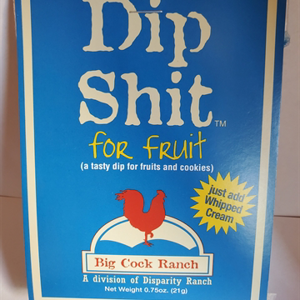 Dip
Shit™
for fruit
(a tasty dip for fruits and cookies)
just add
Whipped
Cream
Big Cock Ranch
A division of Disparity Ranch
Net Weight 0.75oz. (21g)